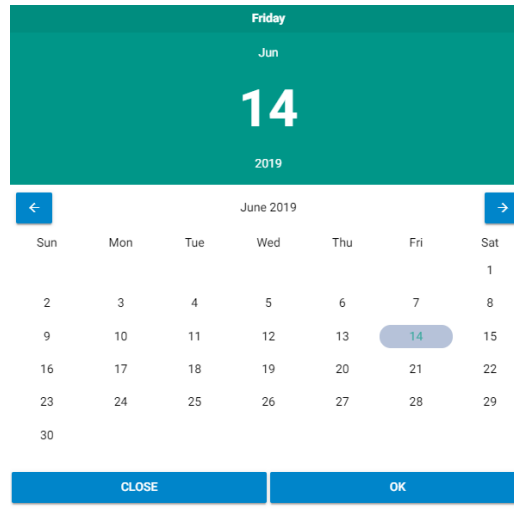 Friday
Jun
14
2019
← June 2019 →
Sun Mon Tue Wed Thu Fri Sat
1
2 3 4 5 6 7 8
9 10 11 12 13 14 15
16 17 18 19 20 21 22
23 24 25 26 27 28 29
30
CLOSE OK